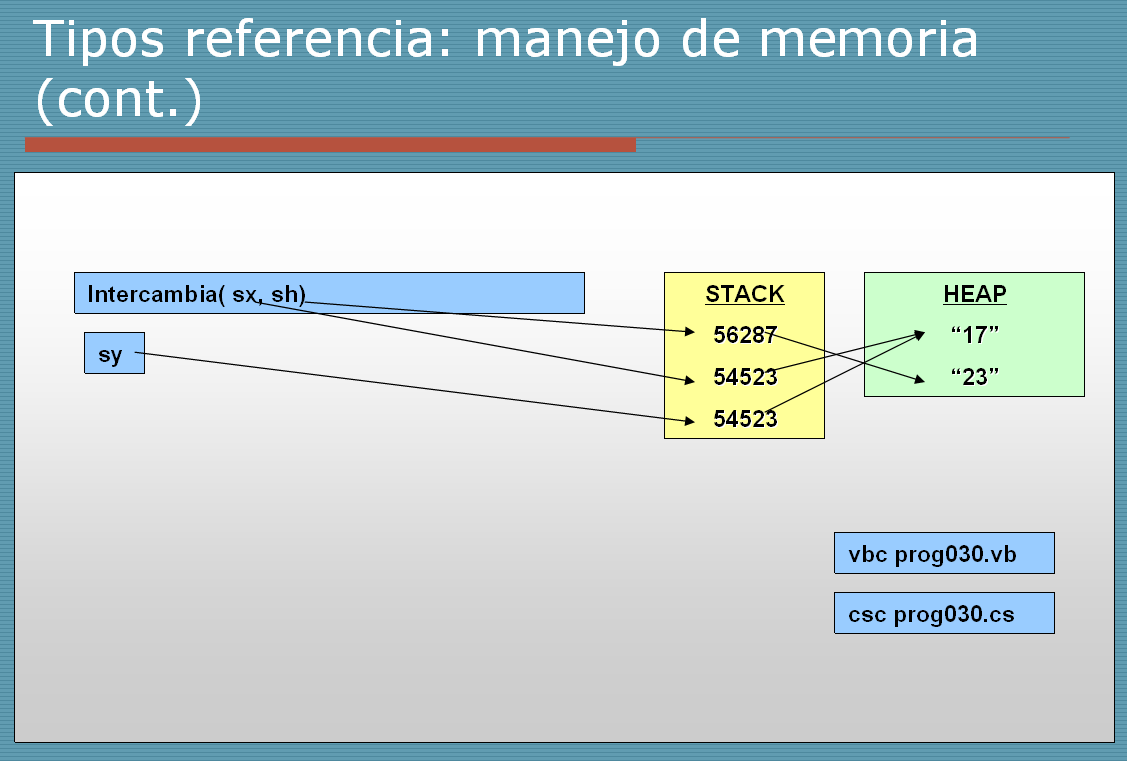 Tipos referencia: manejo de memoria
(cont.)
Intercambia( sx, sh)
sy
STACK
56287
54523
54523
HEAP
“17”
“23”
vbc prog030.vb
csc prog030.cs